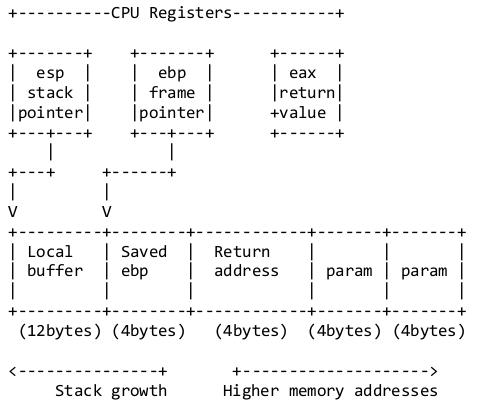 CPU Registers
esp ebp eax
stack frame return
pointer pointer value
Local Saved Return
buffer ebp address param param
(12bytes) (4bytes) (4bytes) (4bytes) (4bytes)
Stack growth Higher memory addresses